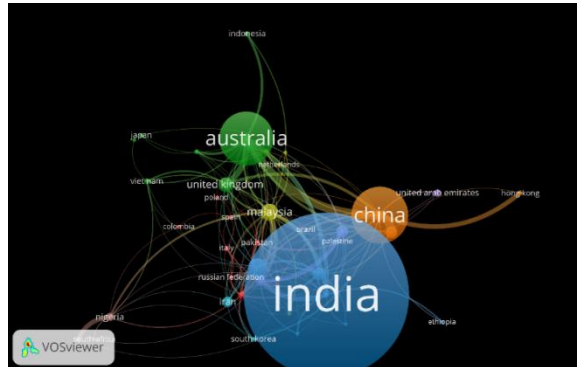 indonesia
japan
australia
netherlands
vietnam
united kingdom
poland
united arab emirates
hong kong
malaysia
china
spain
colombia
brazil
italy
pakistan
palestine
russian federation
india
iran
nigeria
ethiopia
south korea
VOSviewer